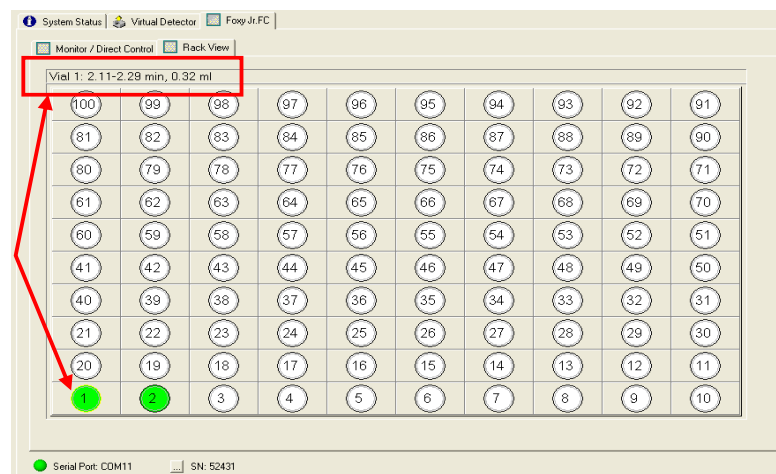 System Status Virtual Detector Foxy Jr.FC
Monitor / Direct Control Rack View
Vial 1: 2.11-2.29 min, 0.32 ml
100 99 98 97 96 95 94 93 92 91
81 82 83 84 85 86 87 88 89 90
80 79 78 77 76 75 74 73 72 71
61 62 63 64 65 66 67 68 69 70
60 59 58 57 56 55 54 53 52 51
41 42 43 44 45 46 47 48 49 50
40 39 38 37 36 35 34 33 32 31
21 22 23 24 25 26 27 28 29 30
20 19 18 17 16 15 14 13 12 11
1 2 3 4 5 6 7 8 9 10
Serial Port: COM11 ... SN: 52431